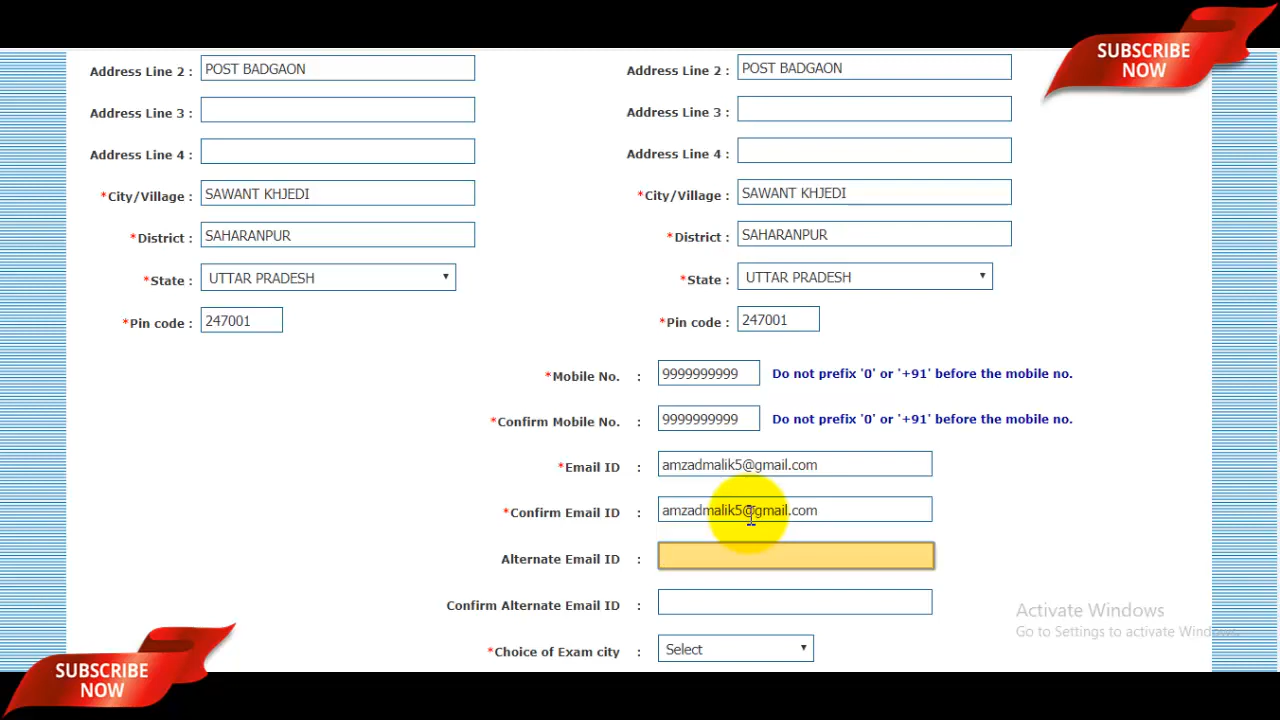 SUBSCRIBE
NOW
Address Line 2 : POST BADGAON Address Line 2 : POST BADGAON
Address Line 3 : Address Line 3 :
Address Line 4 : Address Line 4 :
*City/Village : SAWANT KHJEDI *City/Village : SAWANT KHJEDI
*District : SAHARANPUR *District : SAHARANPUR
*State : UTTAR PRADESH *State : UTTAR PRADESH
*Pin code : 247001 *Pin code : 247001
*Mobile No. : 9999999999 Do not prefix '0' or '+91' before the mobile no.
*Confirm Mobile No. : 9999999999 Do not prefix '0' or '+91' before the mobile no.
*Email ID : amzadmalik5@gmail.com
*Confirm Email ID : amzadmalik5@gmail.com
Alternate Email ID :
Confirm Alternate Email ID :
*Choice of Exam city : Select
Activate Windows
Go to Settings to activate Windows.
SUBSCRIBE
NOW